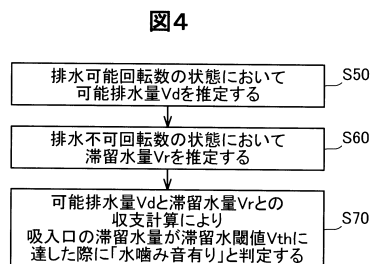 図4
排水可能回転数の状態において
可能排水量Vdを推定する
S50
排水不可回転数の状態において
滞留水量Vrを推定する
S60
可能排水量Vdと滞留水量Vrとの
収支計算により
吸入口の滞留水量が滞留水閾値Vthに
達した際に「水噛み音有り」と判定する
S70